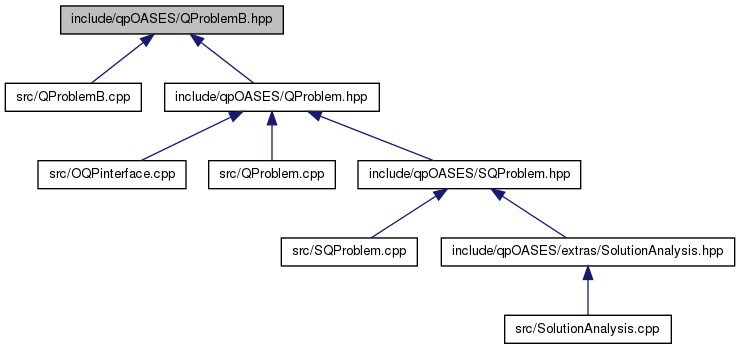 include/qpOASES/QProblemB.hpp
src/QProblemB.cpp
include/qpOASES/QProblem.hpp
src/OQPinterface.cpp
src/QProblem.cpp
include/qpOASES/SQProblem.hpp
src/SQProblem.cpp
include/qpOASES/extras/SolutionAnalysis.hpp
src/SolutionAnalysis.cpp